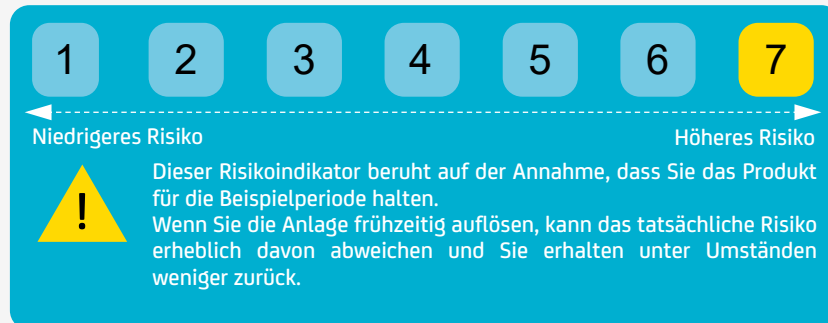 1 2 3 4 5 6 7
Niedrigeres Risiko Höheres Risiko
!
Dieser Risikoindikator beruht auf der Annahme, dass Sie das Produkt
für die Beispielperiode halten.
Wenn Sie die Anlage frühzeitig auflösen, kann das tatsächliche Risiko
erheblich davon abweichen und Sie erhalten unter Umständen
weniger zurück.